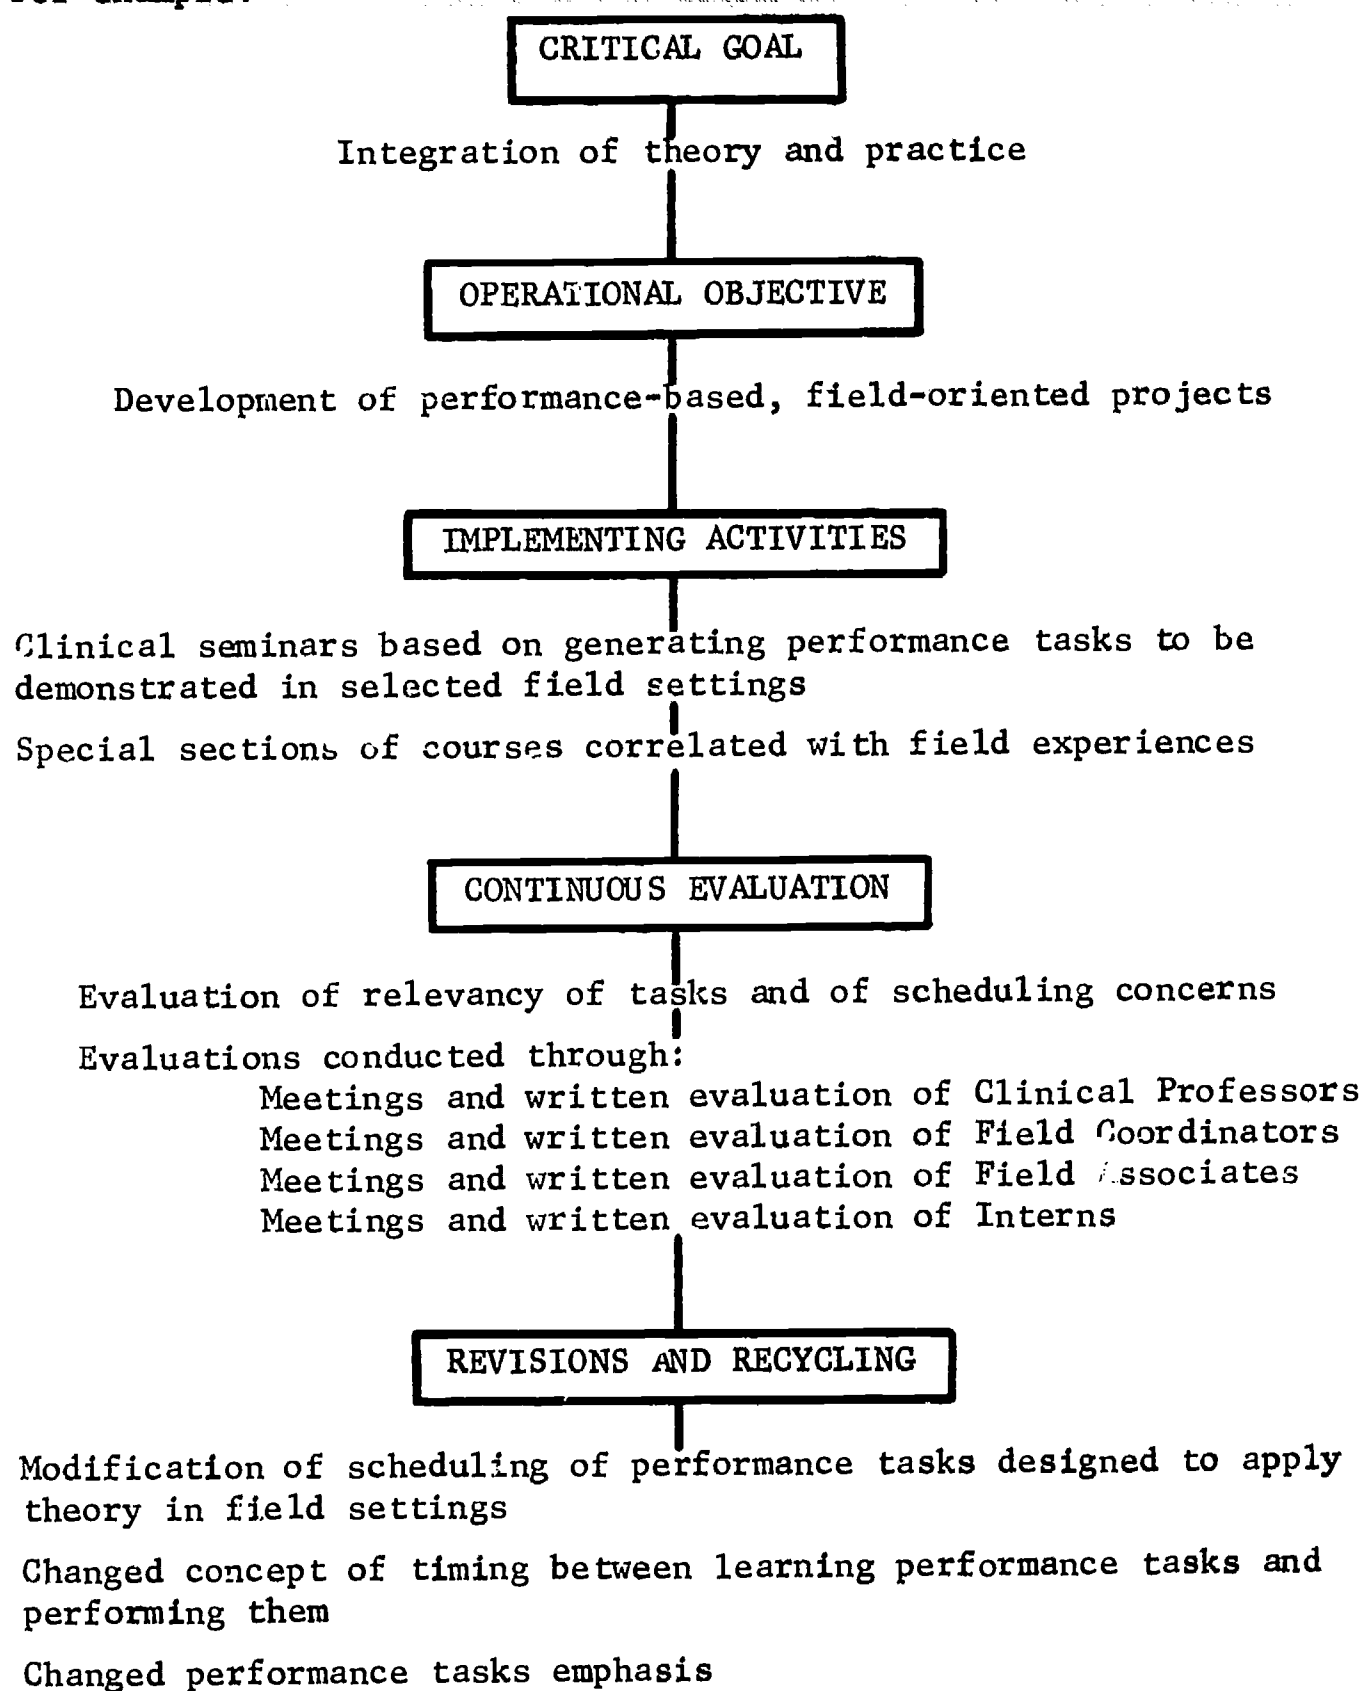 CRITICAL GOAL
Integration of theory and practice
OPERATIONAL OBJECTIVE
Development of performance-based, field-oriented projects
IMPLEMENTING ACTIVITIES
Clinical seminars based on generating performance tasks to be
demonstrated in selected field settings
Special sections of courses correlated with field experiences
CONTINUOUS EVALUATION
Evaluation of relevancy of tasks and of scheduling concerns
Evaluations conducted through:
Meetings and written evaluation of Clinical Professors
Meetings and written evaluation of Field Coordinators
Meetings and written evaluation of Field Associates
Meetings and written evaluation of Interns
REVISIONS AND RECYCLING
Modification of scheduling of performance tasks designed to apply
theory in field settings
Changed concept of timing between learning performance tasks and
performing them
Changed performance tasks emphasis